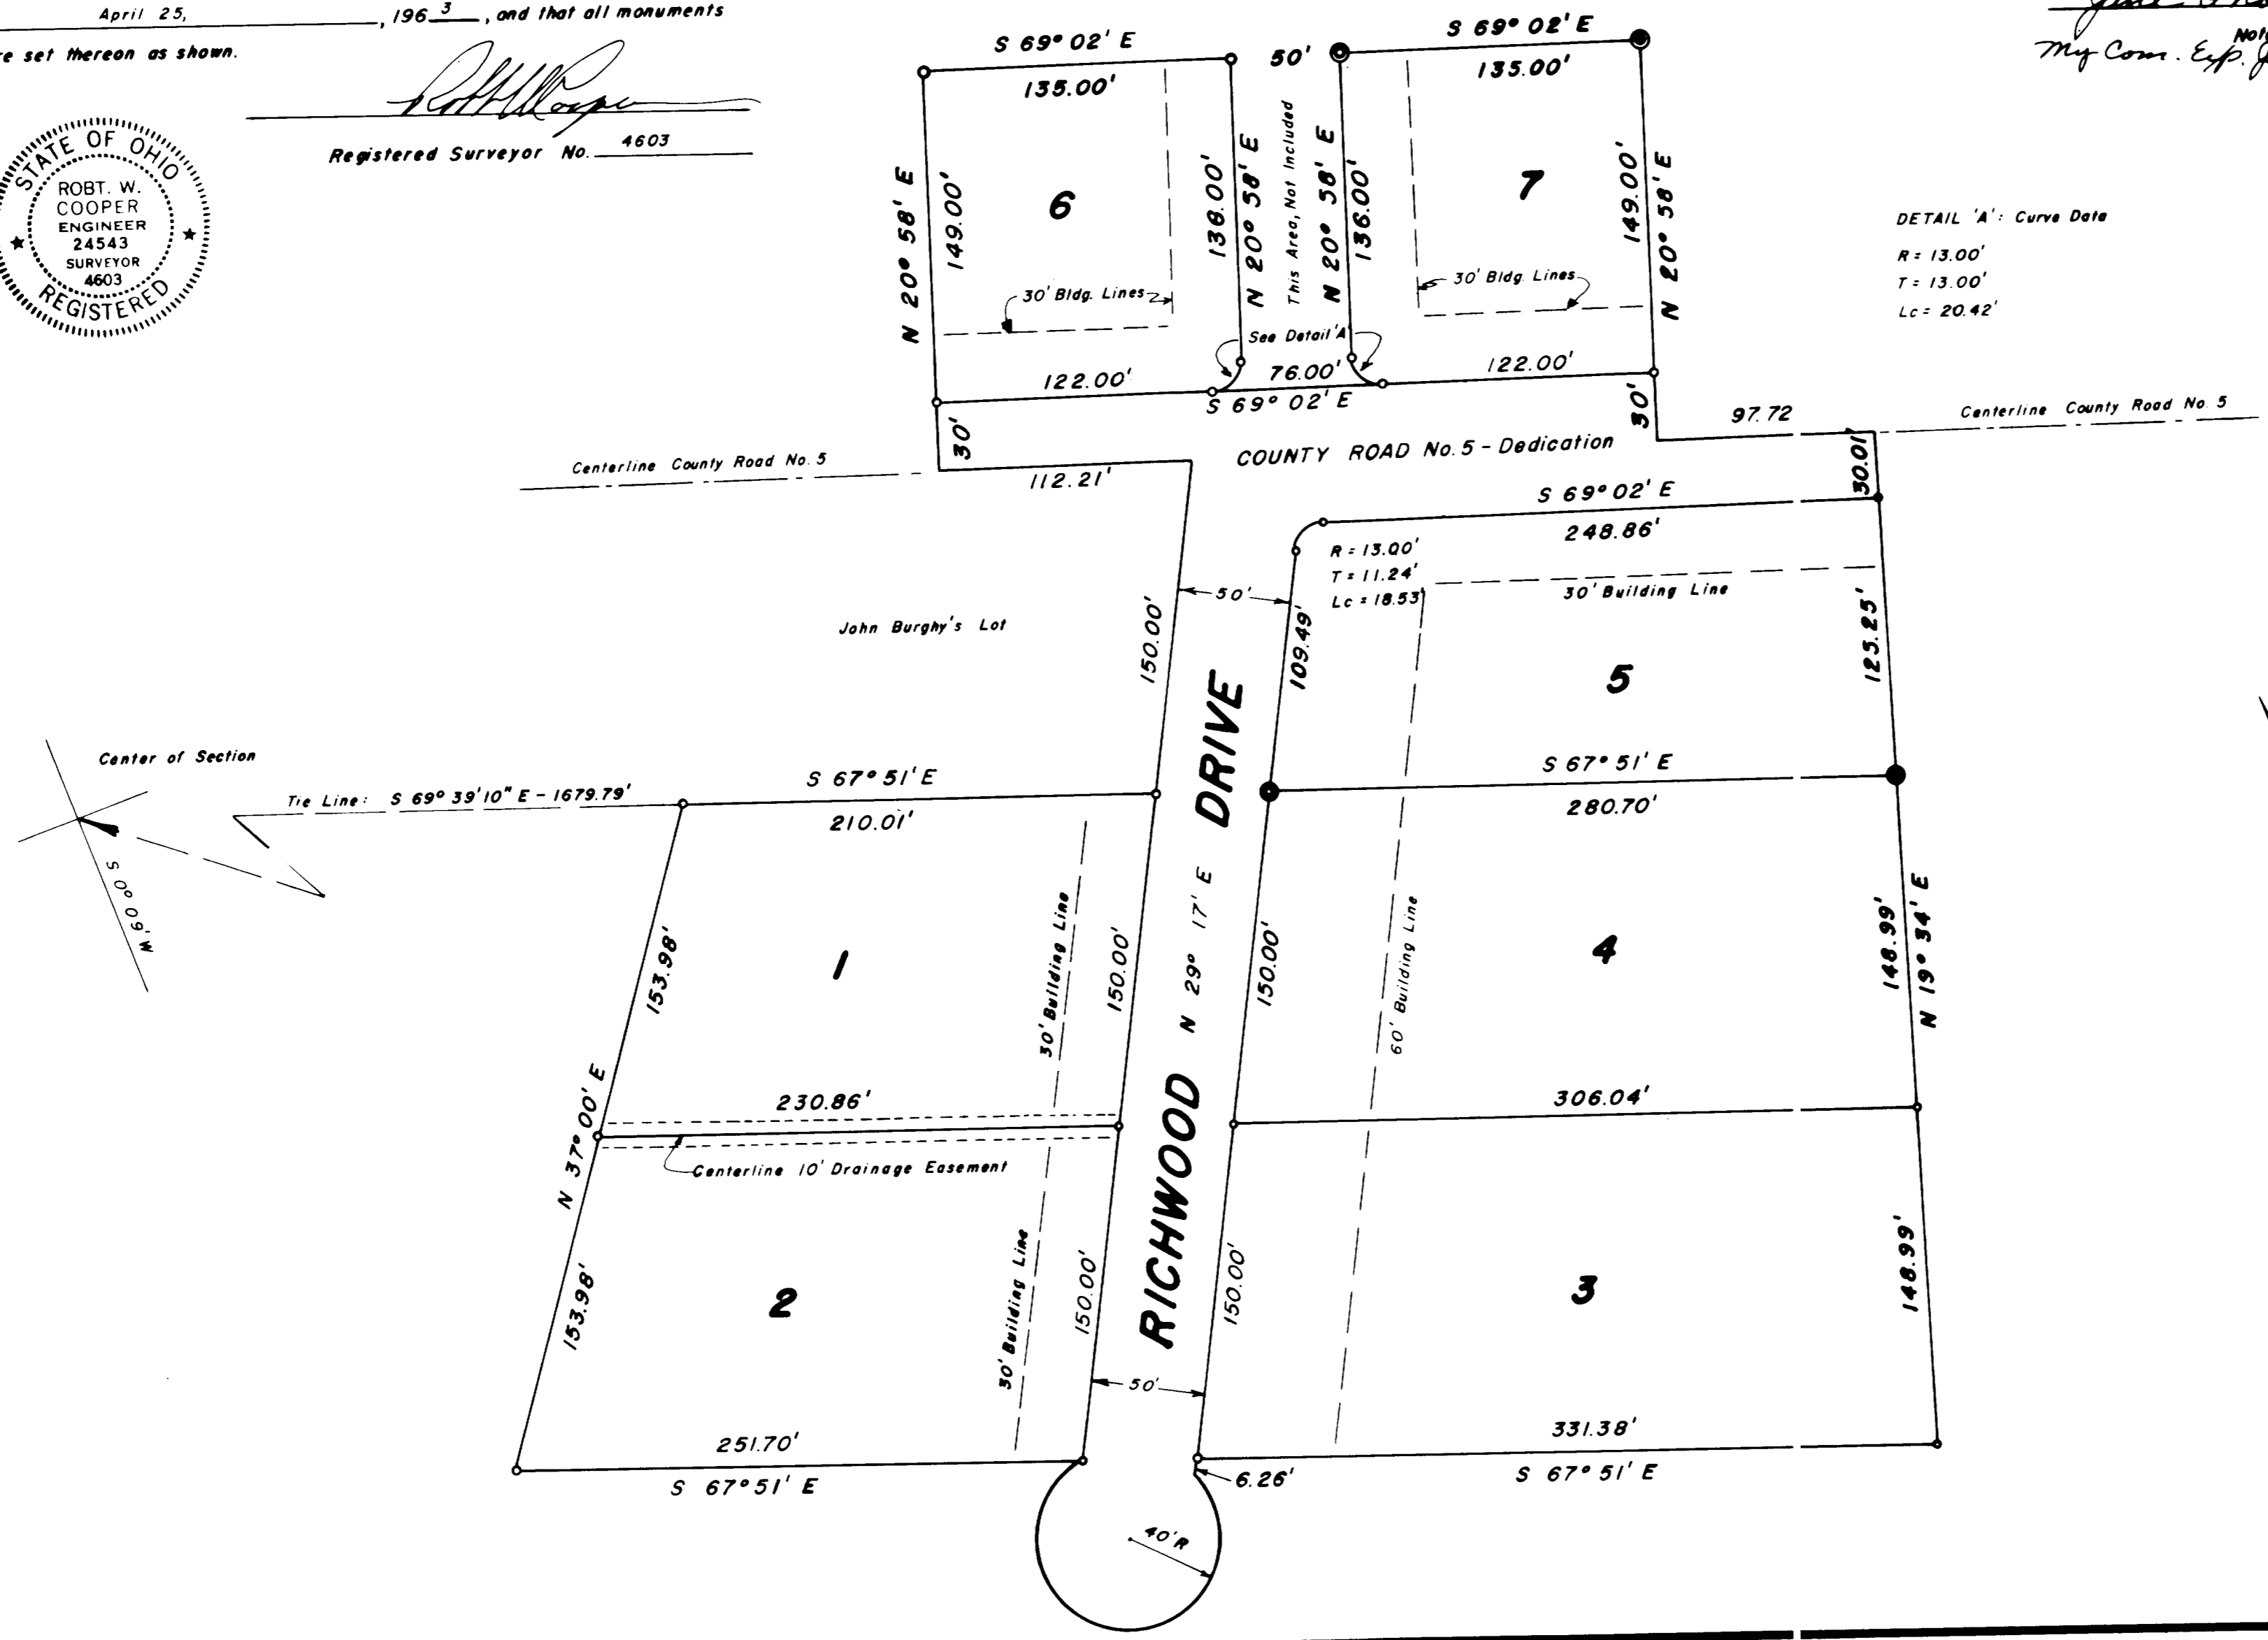 April 25, , 196 3 , and that all monuments
re set thereon as shown.
Registered Surveyor No. 4603
STATE OF OHIO
ROBT. W.
COOPER
ENGINEER
24543
SURVEYOR
4603
REGISTERED
My Com. Exp.
S 69° 02' E
135.00'
50'
S 69° 02' E
135.00'
N 20° 58' E
149.00'
6
136.00'
N 20° 58' E
This Area, Not Included
N 20° 58' E
136.00'
7
149.00'
N 20° 58' E
30' Bldg. Lines
30' Bldg. Lines
See Detail 'A'
122.00'
76.00'
122.00'
S 69° 02' E
DETAIL 'A': Curve Data
R = 13.00'
T = 13.00'
Lc = 20.42'
30'
30'
97.72
Centerline County Road No. 5
Centerline County Road No. 5
COUNTY ROAD No. 5 - Dedication
112.21'
30.01'
S 69° 02' E
248.86'
R = 13.00'
T = 11.24'
Lc = 18.53'
30' Building Line
50'
John Burghy's Lot
150.00'
109.49'
5
125.25'
Center of Section
Tie Line: S 69° 39' 10" E - 1679.79'
S 0° 09' W
S 67° 51' E
210.01'
S 67° 51' E
280.70'
153.98'
1
30' Building Line
150.00'
RICHWOOD N 29° 17' E DRIVE
150.00'
60' Building Line
4
148.99'
N 19° 34' E
230.86'
306.04'
N 37° 00' E
Centerline 10' Drainage Easement
153.98'
2
30' Building Line
150.00'
150.00'
3
148.99'
50'
251.70'
S 67° 51' E
331.38'
S 67° 51' E
6.26'
40' R